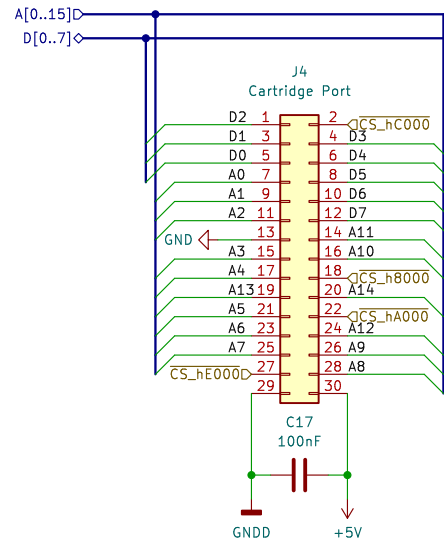 A[0..15]
D[0..7]
J4
Cartridge Port
D2 1 2 CS_hC000
D1 3 4 D3
D0 5 6 D4
A0 7 8 D5
A1 9 10 D6
A2 11 12 D7
GND 13 14 A11
A3 15 16 A10
A4 17 18 CS_h8000
A13 19 20 A14
A5 21 22 CS_hA000
A6 23 24 A12
A7 25 26 A9
CS_hE000 27 28 A8
29 30
C17
100nF
GNDD +5V